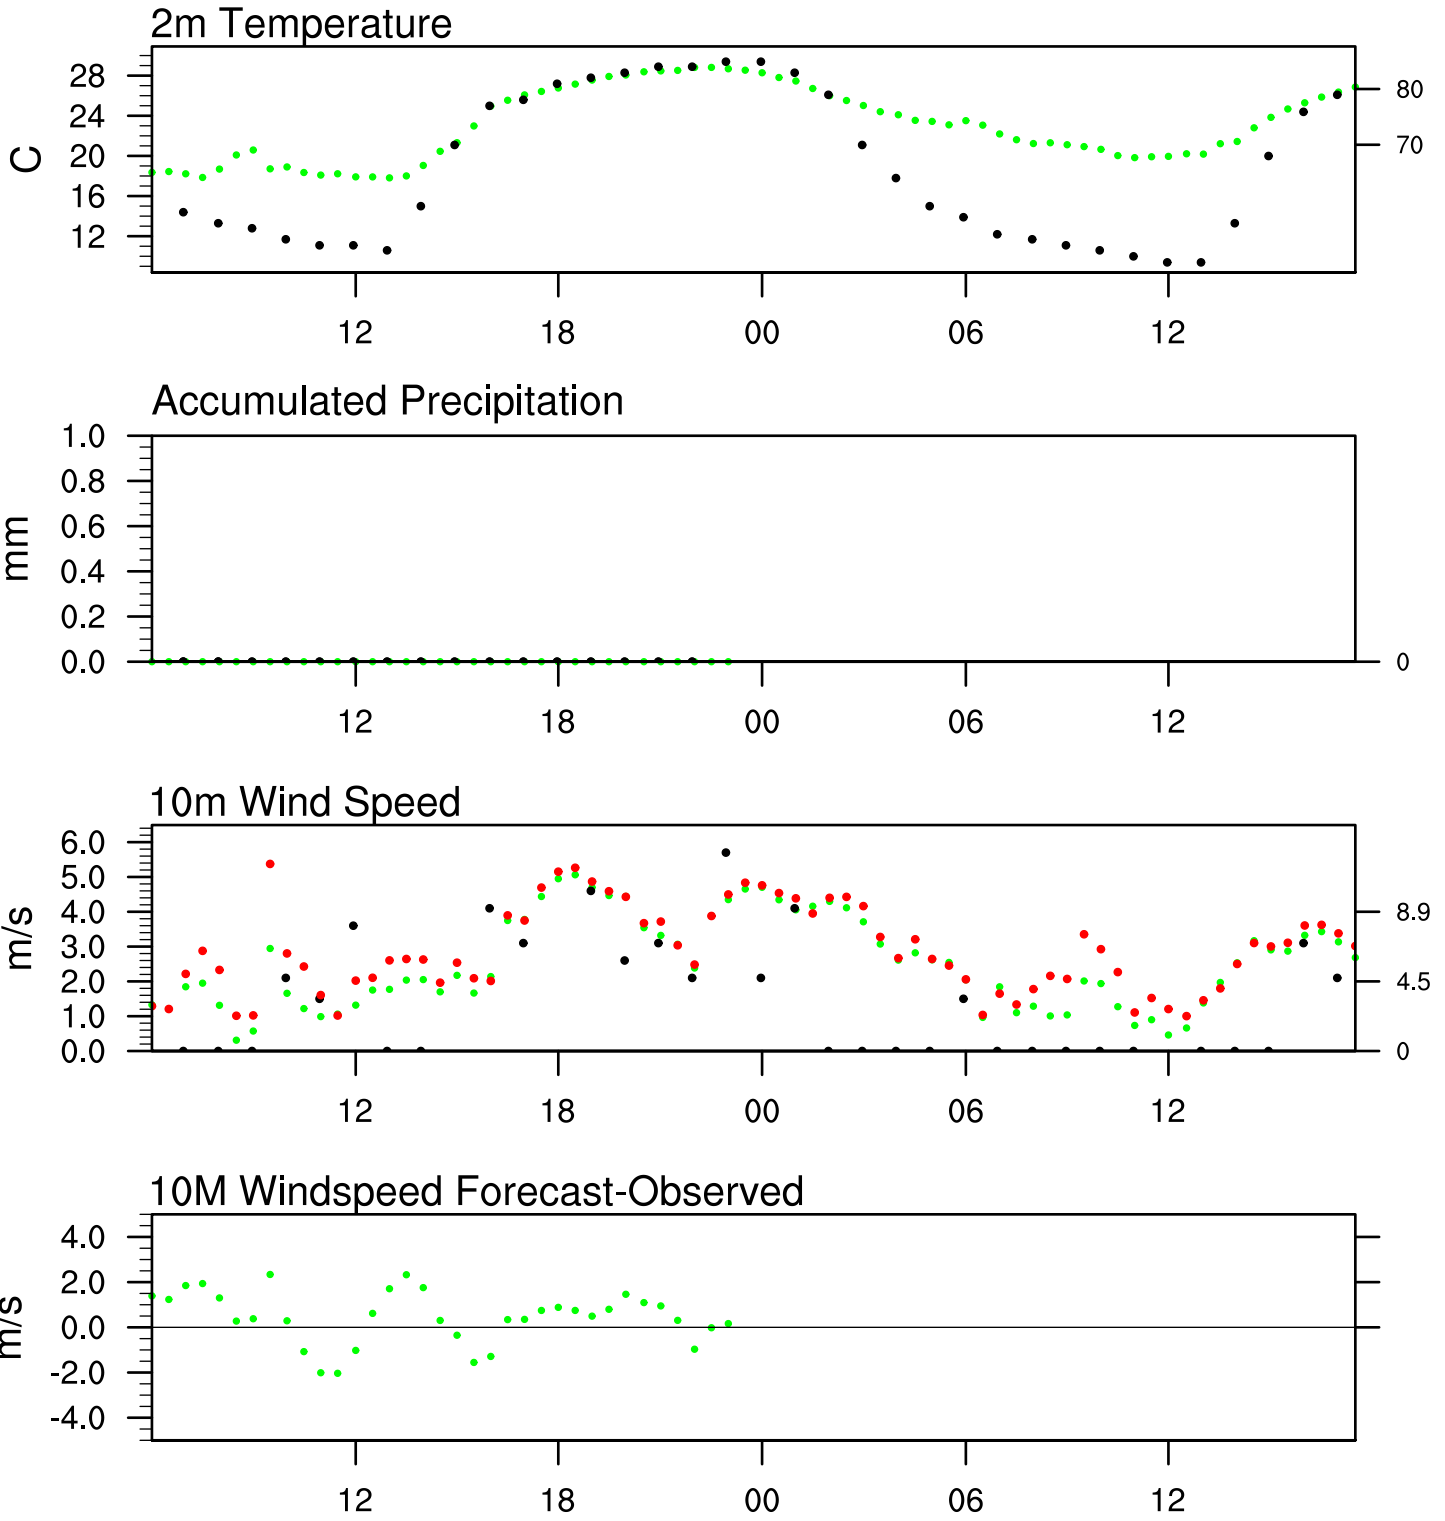 2m Temperature
28
24
20
16
12
C
80
70
12 18 00 06 12
Accumulated Precipitation
1.0
0.8
0.6
0.4
0.2
0.0
mm
0
12 18 00 06 12
10m Wind Speed
6.0
5.0
4.0
3.0
2.0
1.0
0.0
m/s
8.9
4.5
0
12 18 00 06 12
10M Windspeed Forecast-Observed
4.0
2.0
0.0
-2.0
-4.0
m/s
12 18 00 06 12